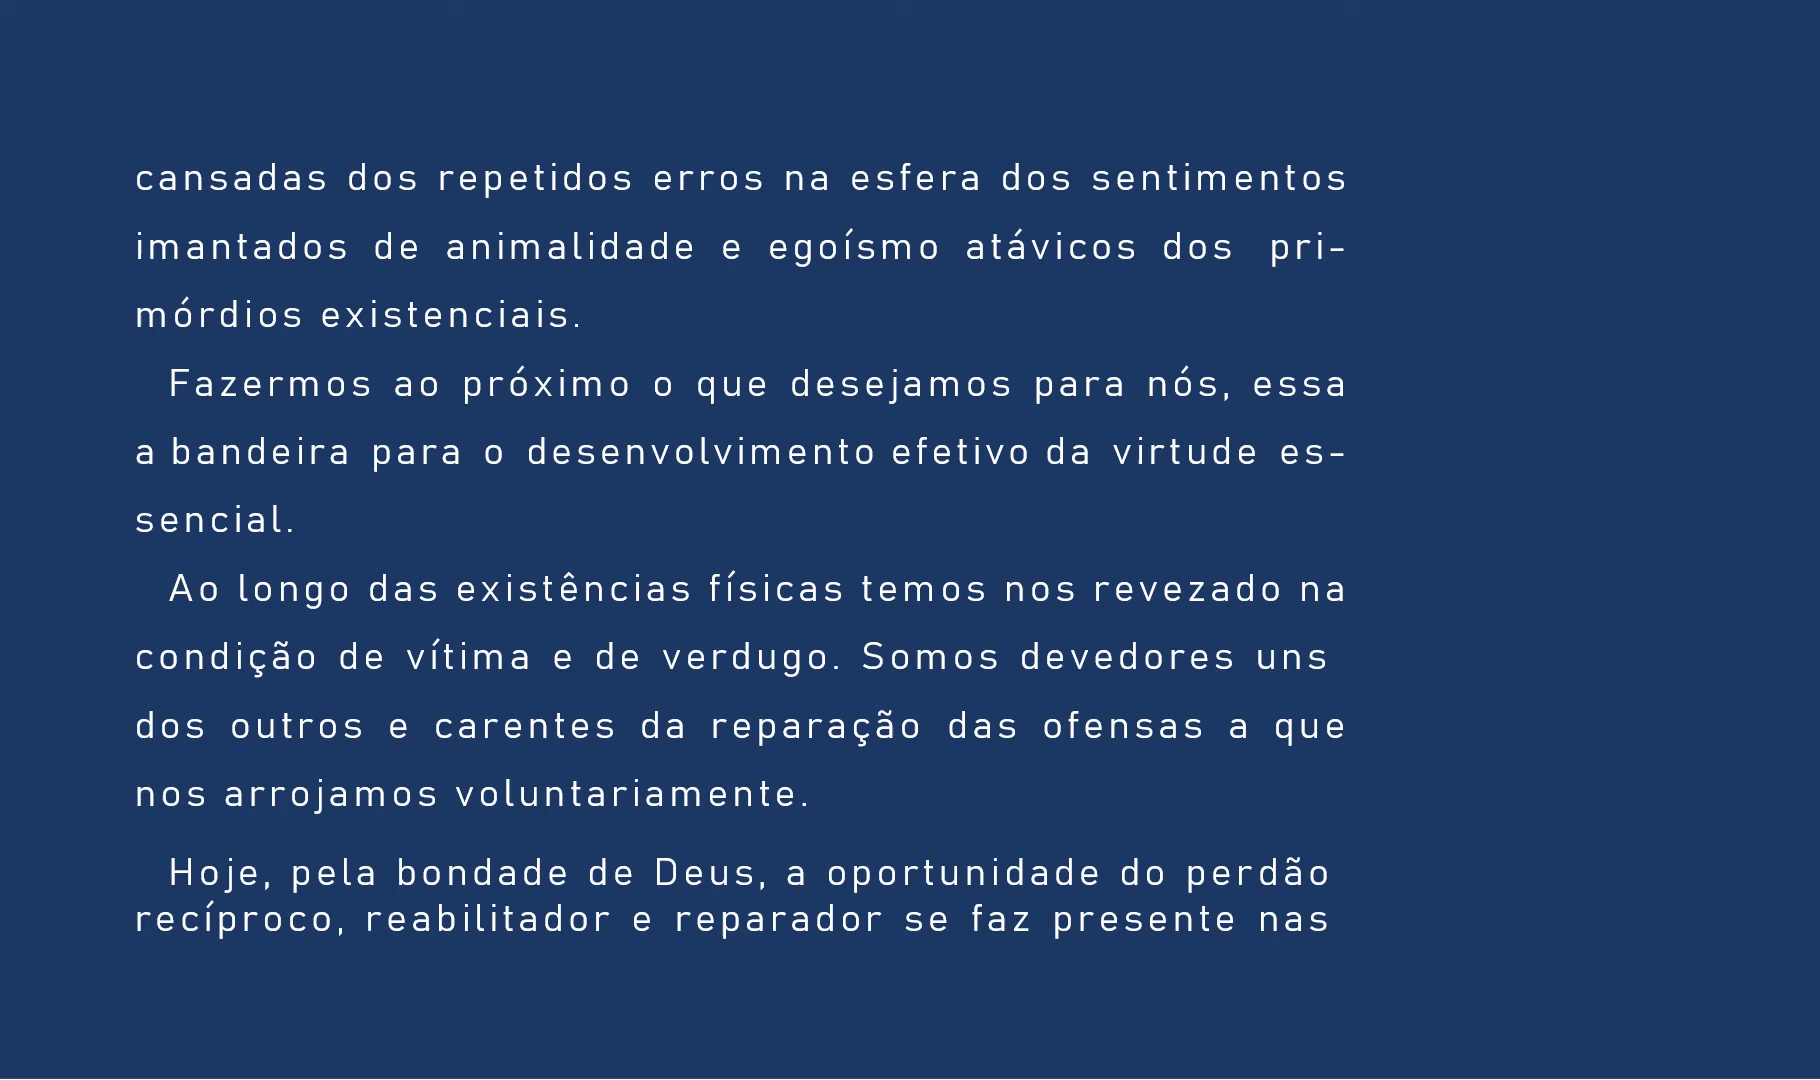 cansadas dos repetidos erros na esfera dos sentimentos
imantados de animalidade e egoísmo atávicos dos pri-
mórdios existenciais.
Fazermos ao próximo o que desejamos para nós, essa
a bandeira para o desenvolvimento efetivo da virtude es-
sencial.
Ao longo das existências físicas temos nos revezado na
condição de vítima e de verdugo. Somos devedores uns
dos outros e carentes da reparação das ofensas a que
nos arrojamos voluntariamente.
Hoje, pela bondade de Deus, a oportunidade do perdão
recíproco, reabilitador e reparador se faz presente nas